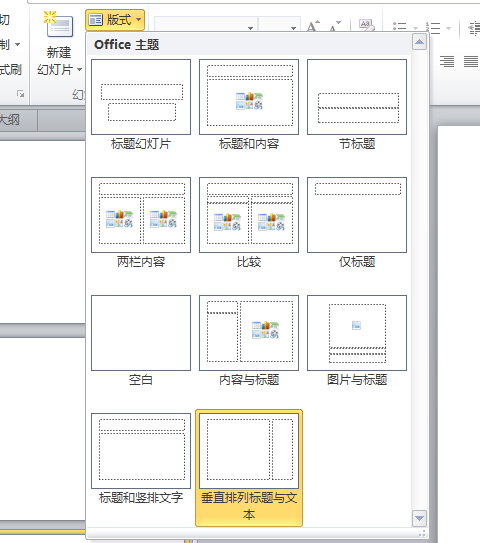 切
版式
制
新建
式刷
幻灯片
大纲
Office 主题
标题幻灯片
标题和内容
节标题
两栏内容
比较
仅标题
空白
内容与标题
图片与标题
标题和竖排文字
垂直排列标题与文
本